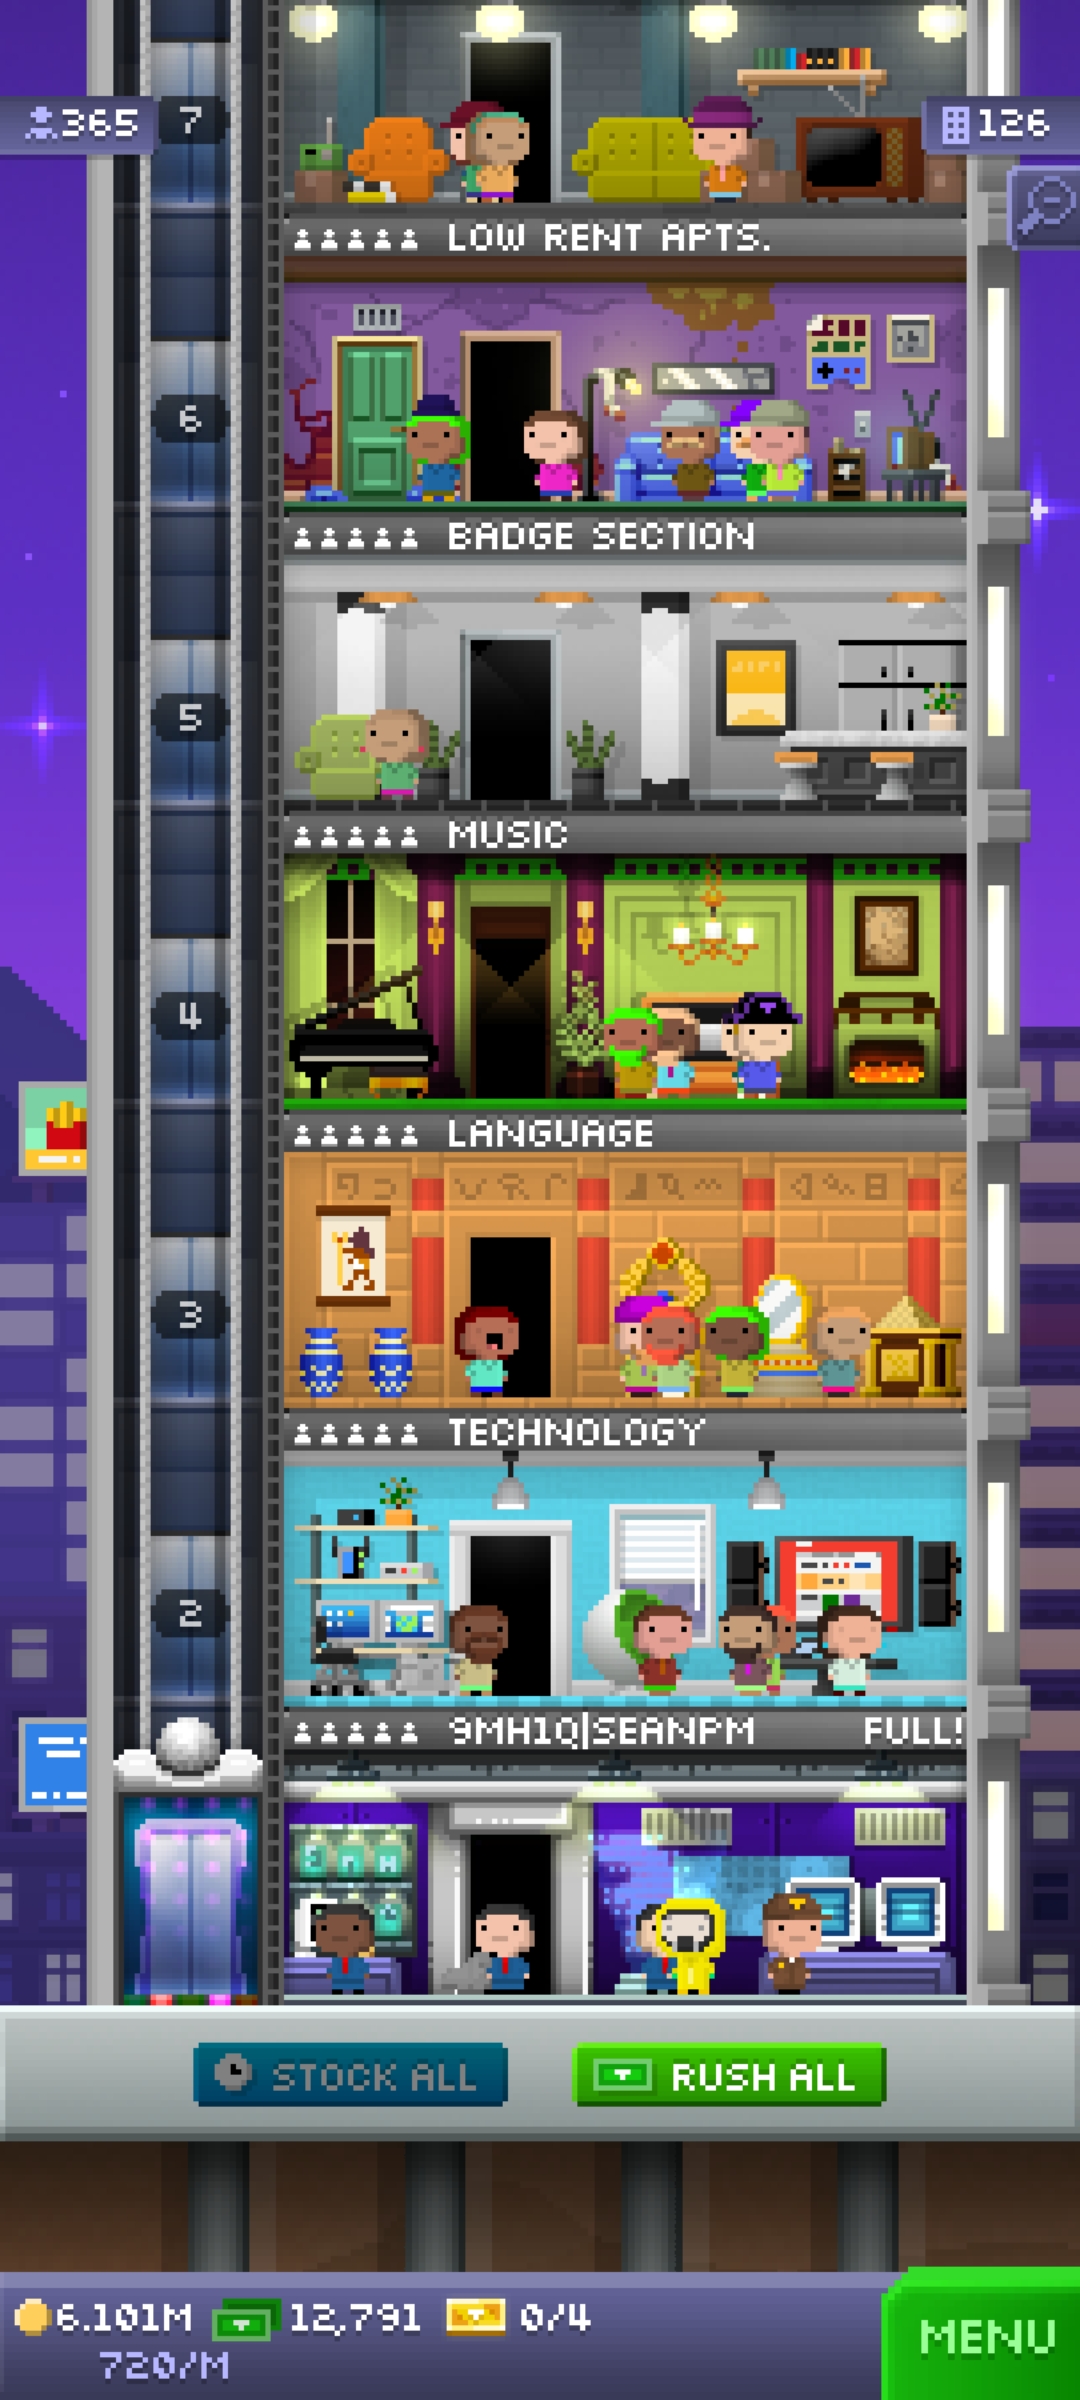 7
365
126
LOW RENT APTS.
6
BADGE SECTION
5
MUSIC
4
LANGUAGE
3
TECHNOLOGY
2
9MH1Q|SEANPM FULL!
STOCK ALL
RUSH ALL
6.101M 12,791 0/4
720/M
MENU